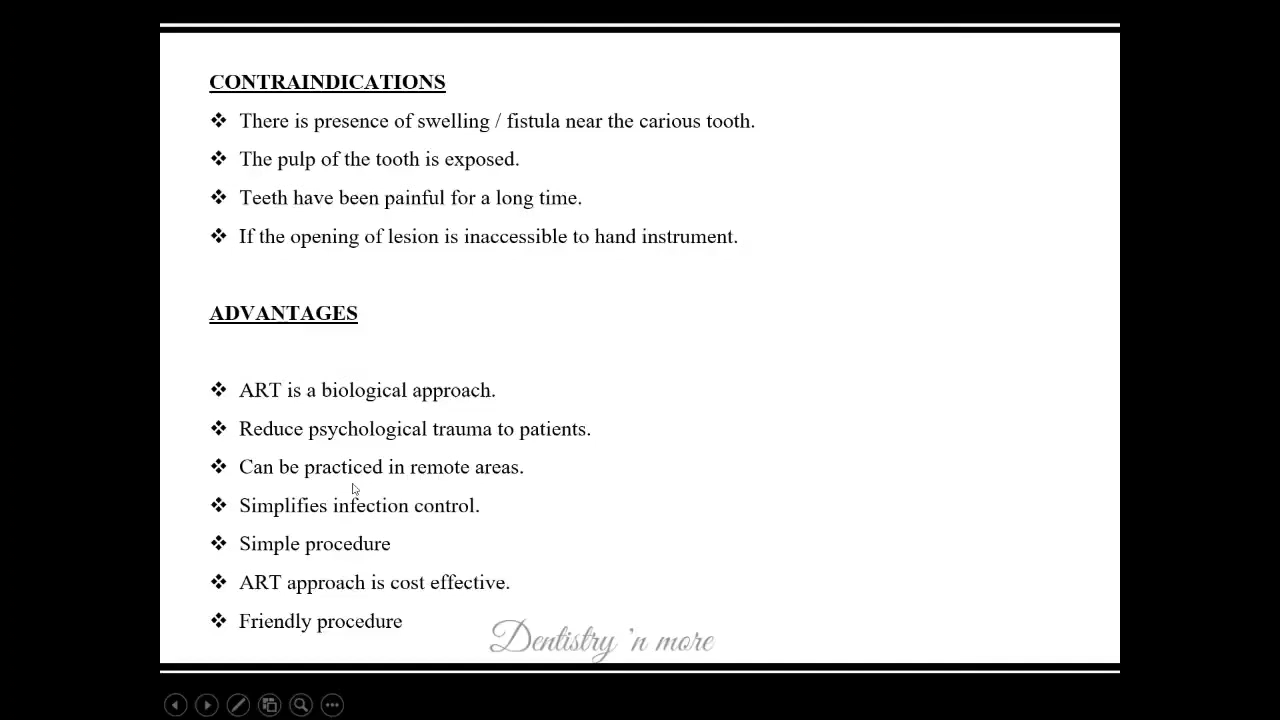 CONTRAINDICATIONS
❖ There is presence of swelling / fistula near the carious tooth.
❖ The pulp of the tooth is exposed.
❖ Teeth have been painful for a long time.
❖ If the opening of lesion is inaccessible to hand instrument.
ADVANTAGES
❖ ART is a biological approach.
❖ Reduce psychological trauma to patients.
❖ Can be practiced in remote areas.
❖ Simplifies infection control.
❖ Simple procedure
❖ ART approach is cost effective.
❖ Friendly procedure
Dentistry 'n more